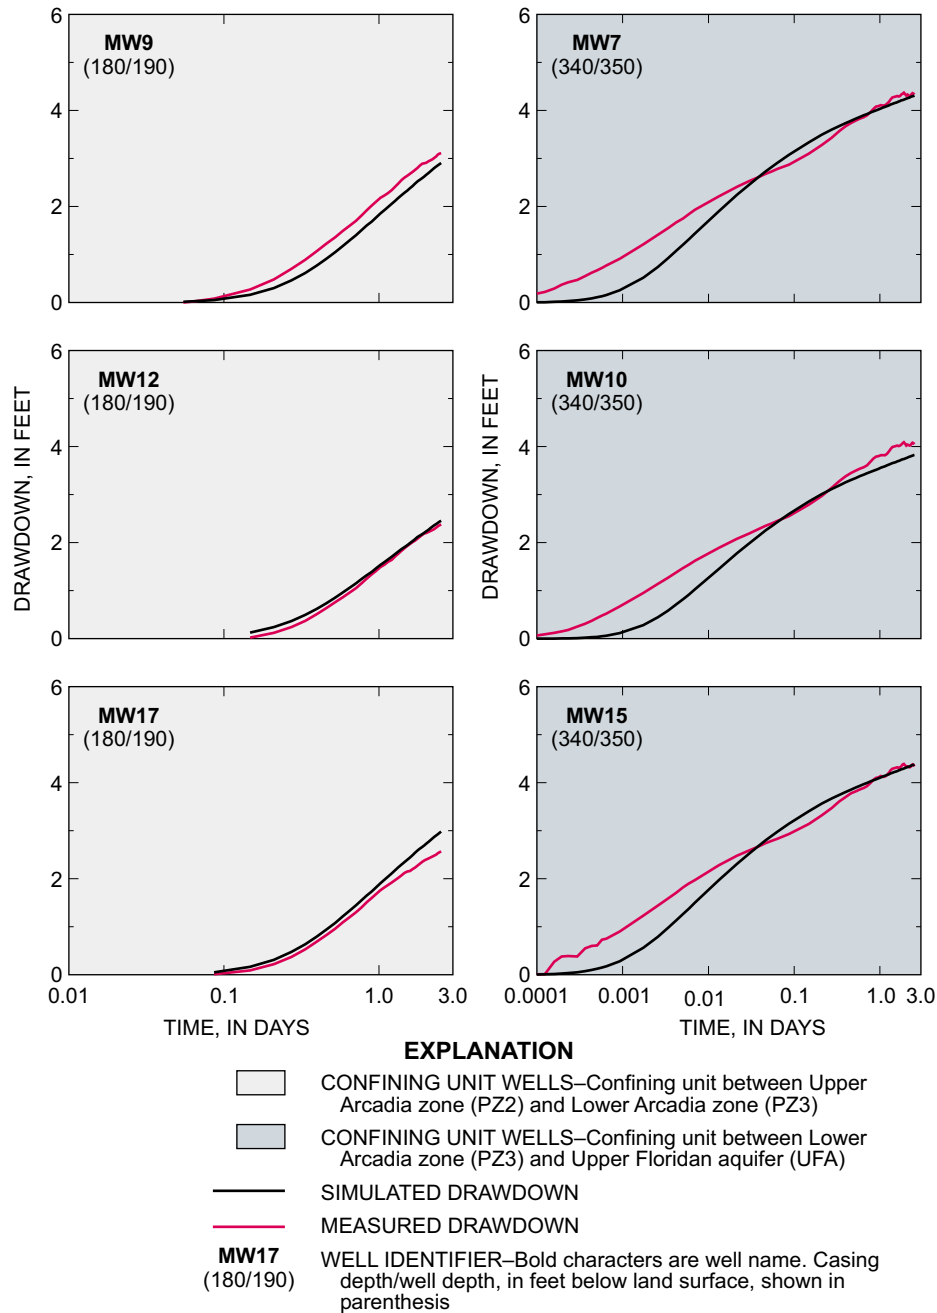 6
4
2
0
MW9
(180/190)
6
4
2
0
MW7
(340/350)
6
4
2
0
MW12
(180/190)
6
4
2
0
MW10
(340/350)
DRAWDOWN, IN FEET
DRAWDOWN, IN FEET
6
4
2
0
MW17
(180/190)
6
4
2
0
MW15
(340/350)
0.01 0.1 1.0 3.0
TIME, IN DAYS
0.0001 0.001 0.01 0.1 1.0 3.0
TIME, IN DAYS
EXPLANATION
CONFINING UNIT WELLS–Confining unit between Upper
Arcadia zone (PZ2) and Lower Arcadia zone (PZ3)
CONFINING UNIT WELLS–Confining unit between Lower
Arcadia zone (PZ3) and Upper Floridan aquifer (UFA)
SIMULATED DRAWDOWN
MEASURED DRAWDOWN
MW17
(180/190)
WELL IDENTIFIER–Bold characters are well name. Casing
depth/well depth, in feet below land surface, shown in
parenthesis